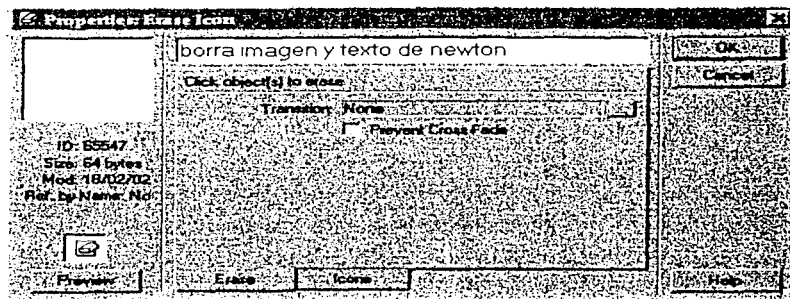 Properties: Erase Icon
borra imagen y texto de newton
OK
Cancel
Click object(s) to erase
Transition: None
Prevent Cross Fade
ID: 65547
Size: 64 bytes
Mod: 18/02/02
Ref. by Name: No
Preview
Erase
Icons
Help